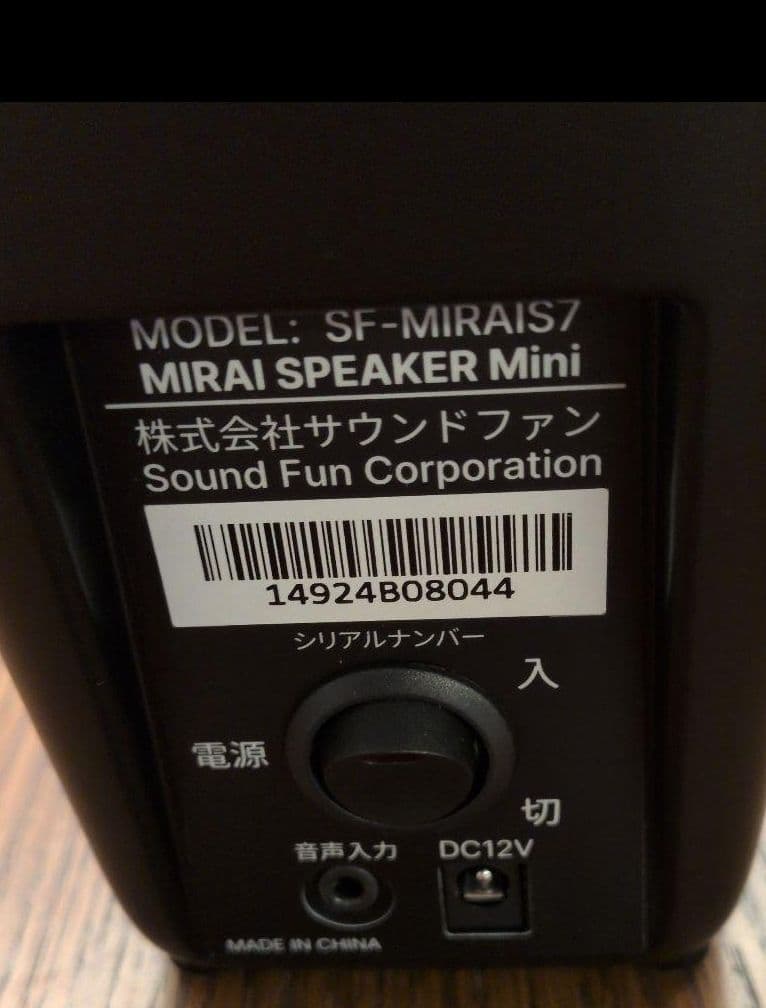 MODEL: SF-MIRAIS7
MIRAI SPEAKER Mini
株式会社サウンドファン
Sound Fun Corporation
14924B08044
シリアルナンバー
入
電源
切
音声入力 DC12V
MADE IN CHINA